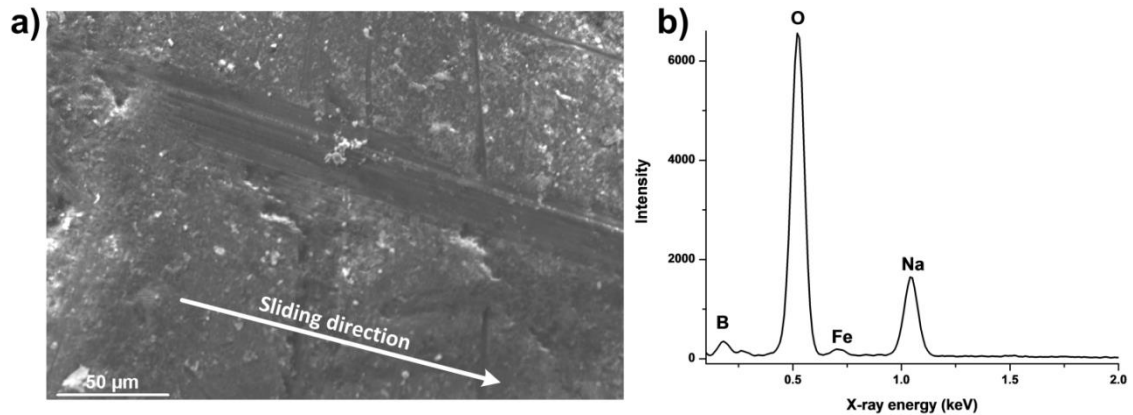 a)
Sliding direction
50 µm
b)
O
B
Fe
Na
Intensity
6000
4000
2000
0
0.5
1.0
1.5
2.0
X-ray energy (keV)